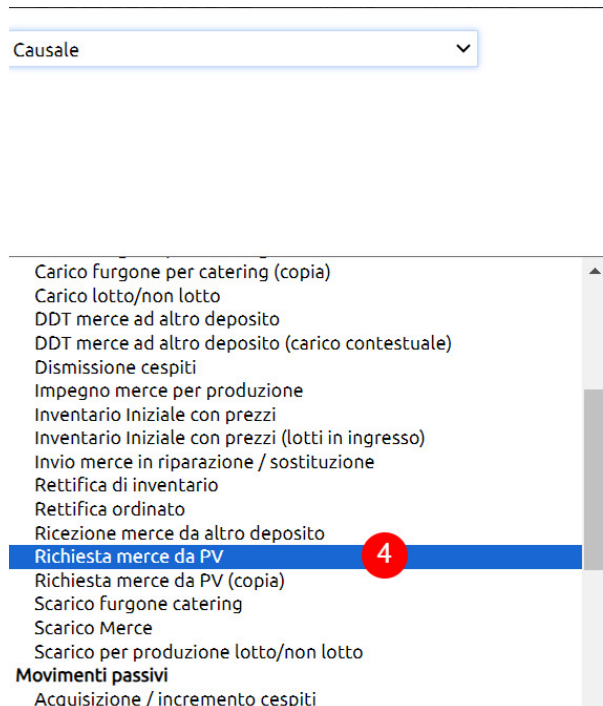 Causale
Carico furgone per catering (copia)
Carico lotto/non lotto
DDT merce ad altro deposito
DDT merce ad altro deposito (carico contestuale)
Dismissione cespiti
Impegno merce per produzione
Inventario Iniziale con prezzi
Inventario Iniziale con prezzi (lotti in ingresso)
Invio merce in riparazione / sostituzione
Rettifica di inventario
Rettifica ordinato
Ricezione merce da altro deposito
Richiesta merce da PV 4
Richiesta merce da PV (copia)
Scarico furgone catering
Scarico Merce
Scarico per produzione lotto/non lotto
Movimenti passivi
Acquisizione / incremento cespiti